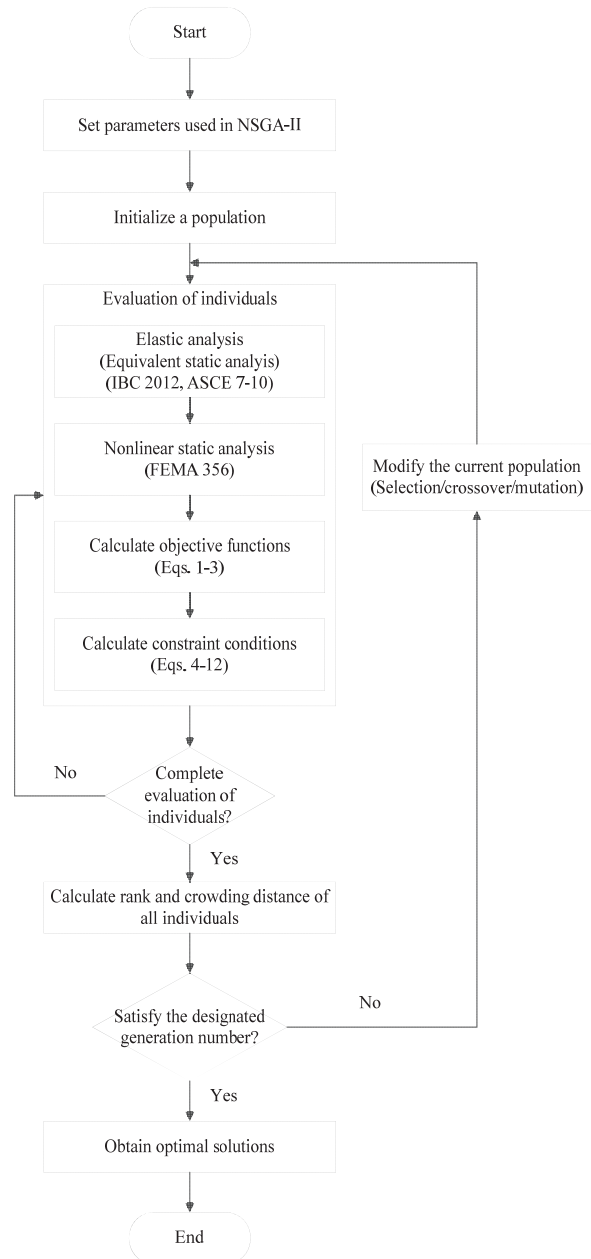 Start
Set parameters used in NSGA-II
Initialize a population
Evaluation of individuals
Elastic analysis
(Equivalent static analyis)
(IBC 2012, ASCE 7-10)
Nonlinear static analysis
(FEMA 356)
Modify the current population
(Selection/crossover/mutation)
Calculate objective functions
(Eqs. 1-3)
Calculate constraint conditions
(Eqs. 4-12)
No
Complete
evaluation of
individuals?
Yes
Calculate rank and crowding distance of
all individuals
No
Satisfy the designated
generation number?
Yes
Obtain optimal solutions
End